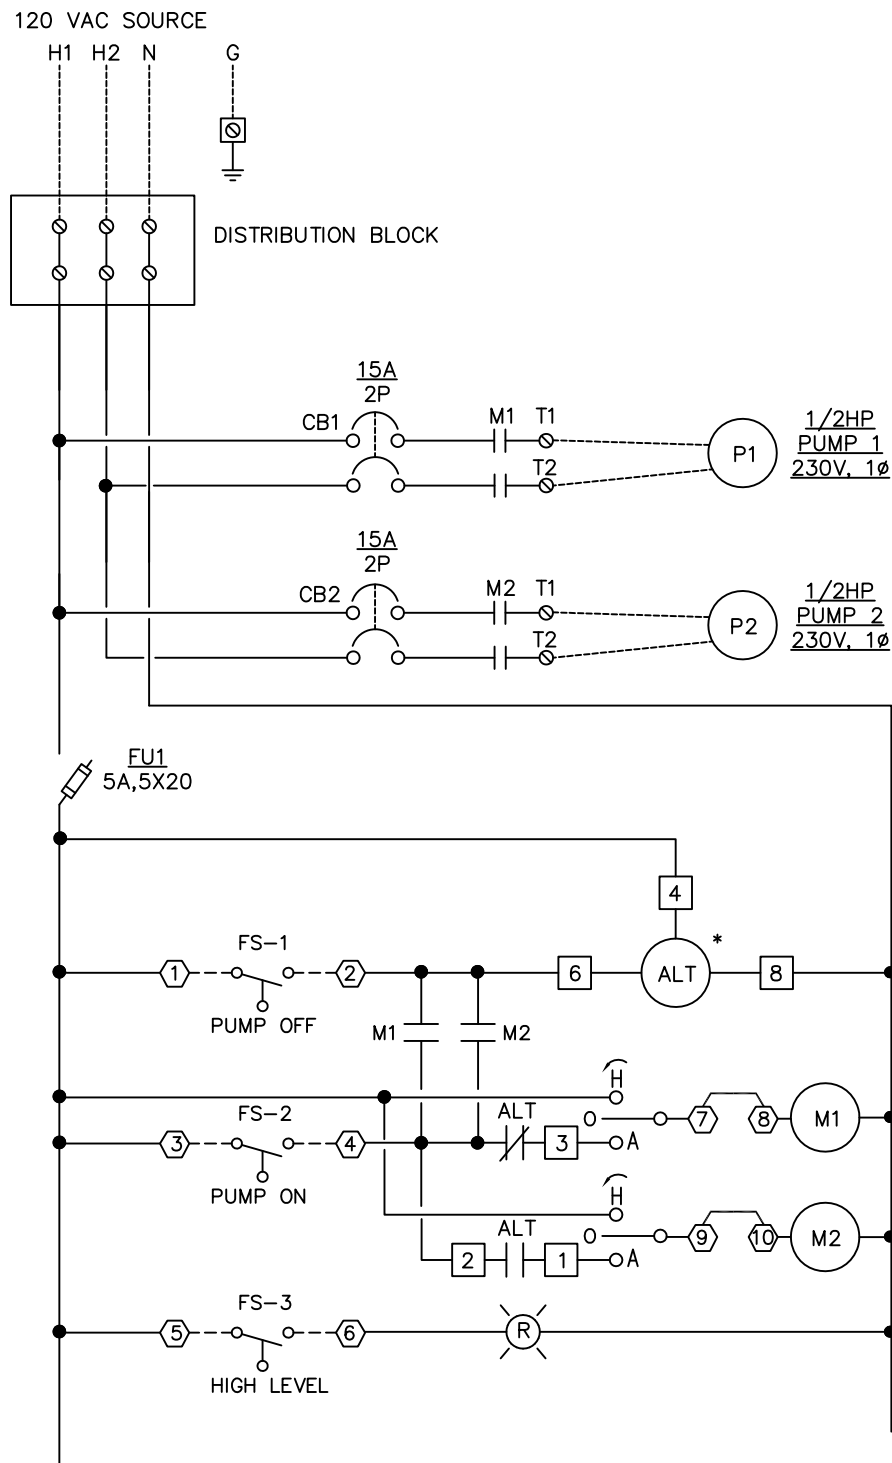 120 VAC SOURCE
H1 H2 N G
DISTRIBUTION BLOCK
15A
2P
CB1 M1 T1
T2
P1
1/2HP
PUMP 1
230V, 1ø
15A
2P
CB2 M2 T1
T2
P2
1/2HP
PUMP 2
230V, 1ø
FU1
5A,5X20
4
FS-1
*
1 2 6 ALT 8
PUMP OFF
M1 M2
H
FS-2 ALT
O 7 8 M1
3 4 3 A
PUMP ON
H
ALT
O 9 10 M2
2 1 A
FS-3
5 6 R
HIGH LEVEL